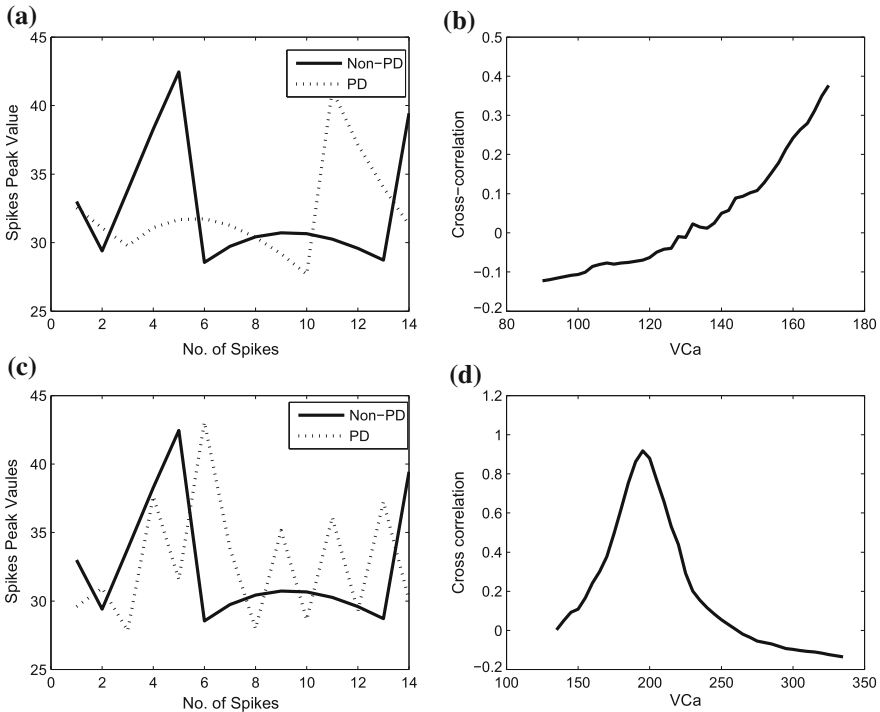 (a)
45
40
35
30
25
Spikes Peak Value
Non-PD
PD
0 2 4 6 8 10 12 14
No. of Spikes
(b)
0.5
0.4
0.3
0.2
0.1
0
-0.1
-0.2
Cross-correlation
80 100 120 140 160 180
VCa
(c)
45
40
35
30
25
Spikes Peak Vaules
Non-PD
PD
0 2 4 6 8 10 12 14
No. of Spikes
(d)
1.2
1
0.8
0.6
0.4
0.2
0
-0.2
Cross correlation
100 150 200 250 300 350
VCa